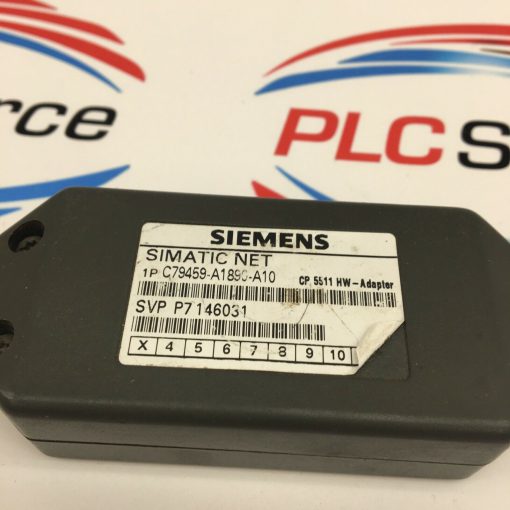 rce
PLC S
SIEMENS
SIMATIC NET
1P C79459-A1890-A10 CP 5511 HW-Adapter
SVP P7146031
X 4 5 6 7 8 9 10